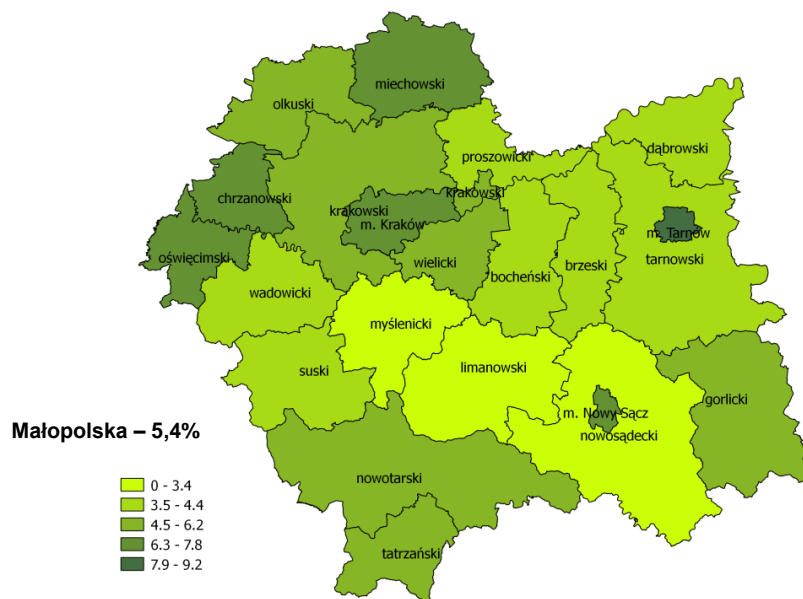 miechowski
olkuski
dąbrowski
proszowicki
chrzanowski
krakowski
krakowski
m. Kraków
m. Tarnów
tarnowski
oświęcimski
wielicki
bocheński
brzeski
wadowicki
myślenicki
suski
limanowski
gorlicki
m. Nowy Sącz
nowosądecki
Małopolska – 5,4%
nowotarski
tatrzański
0 - 3.4
3.5 - 4.4
4.5 - 6.2
6.3 - 7.8
7.9 - 9.2